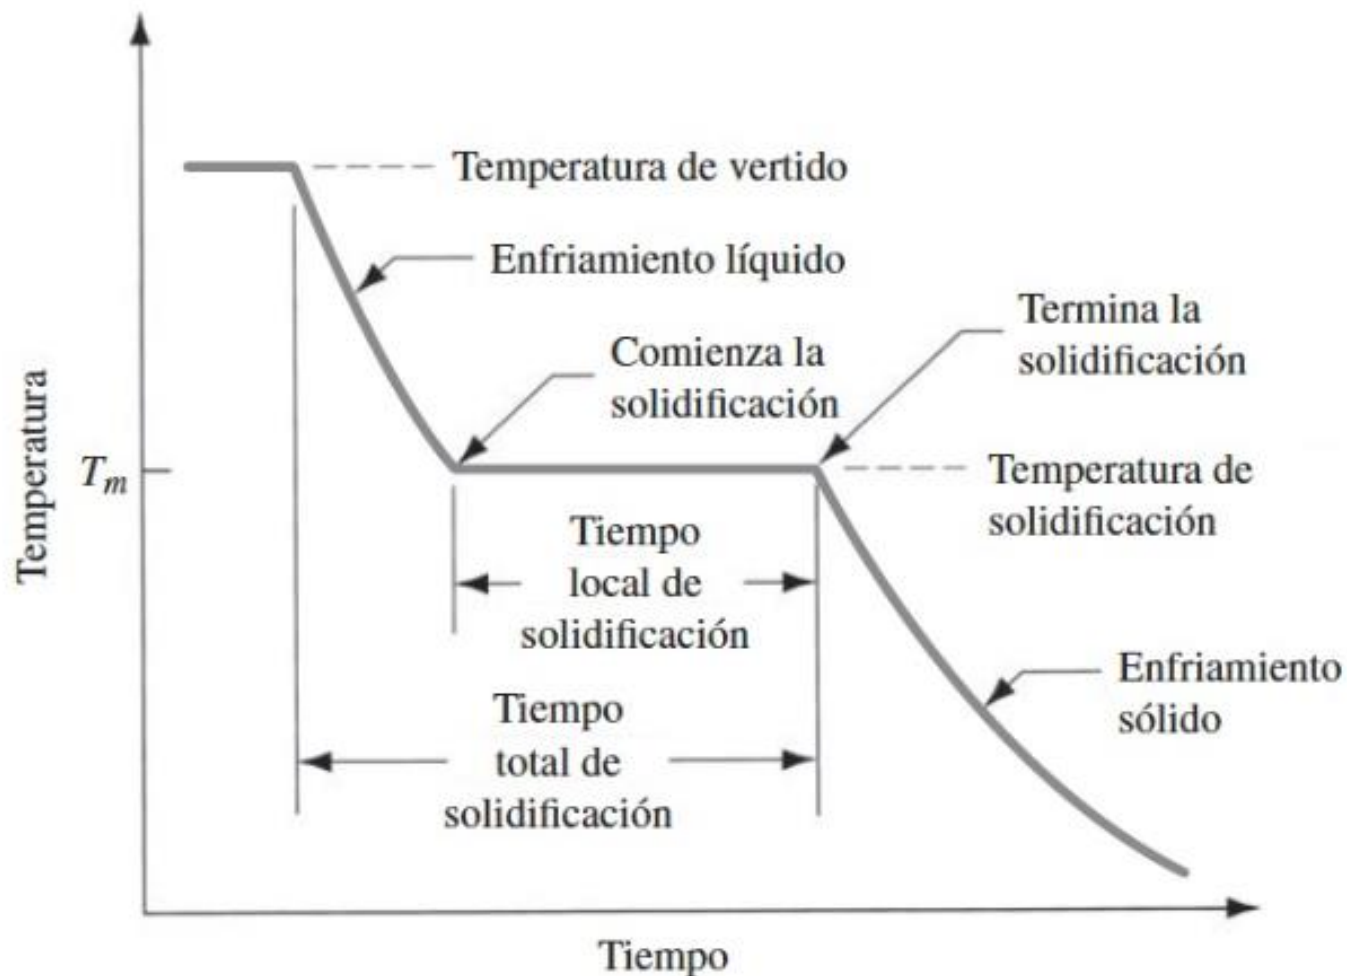 Temperatura de vertido
Enfriamiento líquido
Comienza la
solidificación
Termina la
solidificación
Temperatura
T_m
Temperatura de
solidificación
Tiempo
local de
solidificación
Enfriamiento
sólido
Tiempo
total de
solidificación
Tiempo